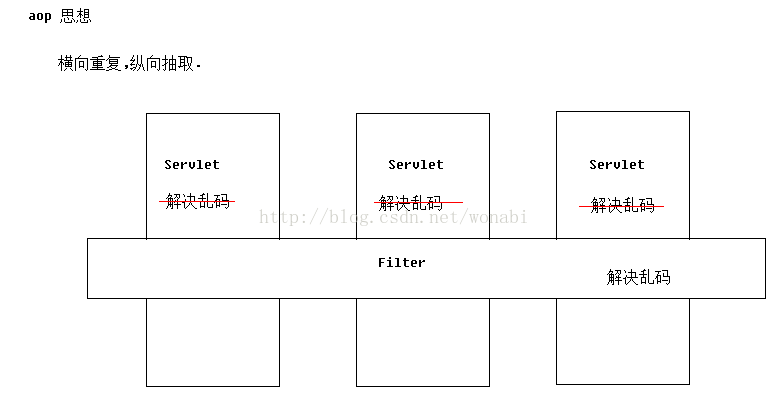 aop 思想
横向重复,纵向抽取.
Servlet Servlet Servlet
解决乱码 解决乱码 解决乱码
http://blog.csdn.net/wonabi
Filter
解决乱码